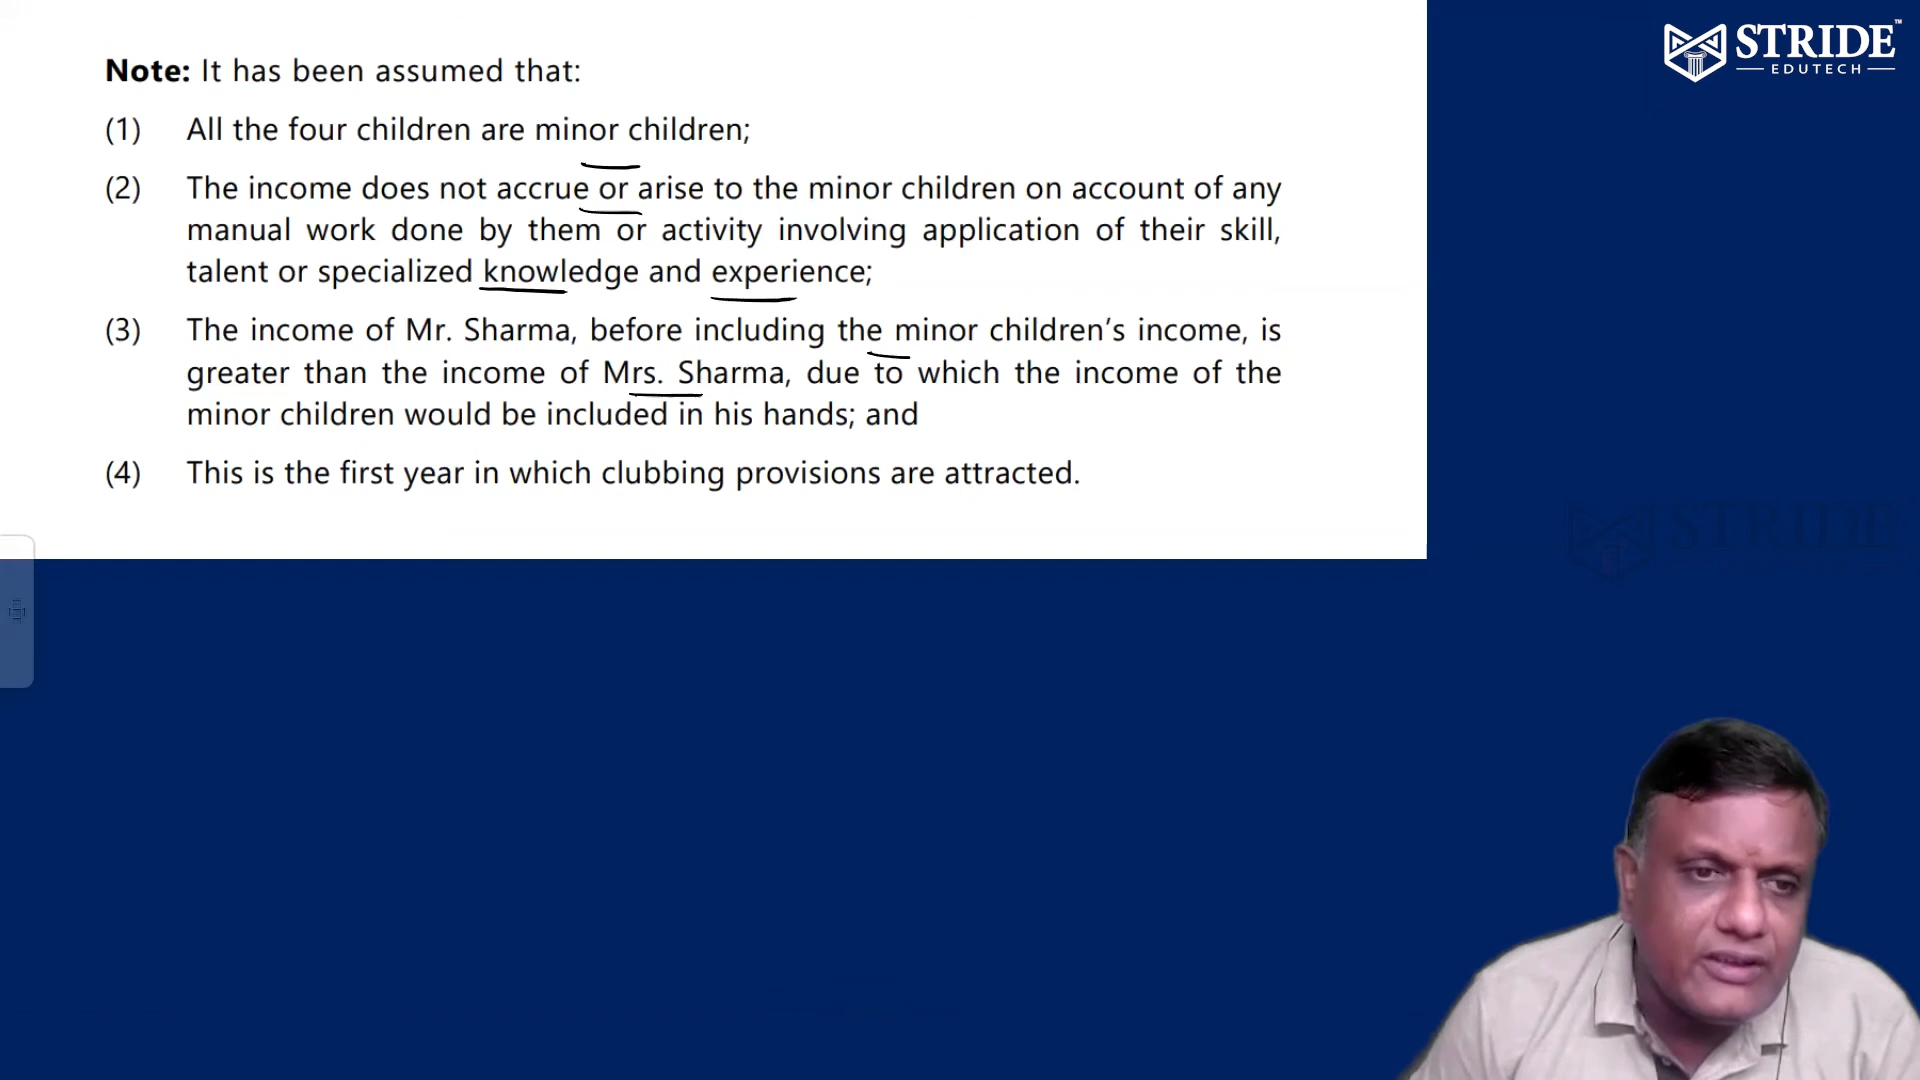 STRIDE
TM
EDUTECH
Note: It has been assumed that:
(1) All the four children are minor children;
(2) The income does not accrue or arise to the minor children on account of any
manual work done by them or activity involving application of their skill,
talent or specialized knowledge and experience;
(3) The income of Mr. Sharma, before including the minor children’s income, is
greater than the income of Mrs. Sharma, due to which the income of the
minor children would be included in his hands; and
(4) This is the first year in which clubbing provisions are attracted.
STRIDE